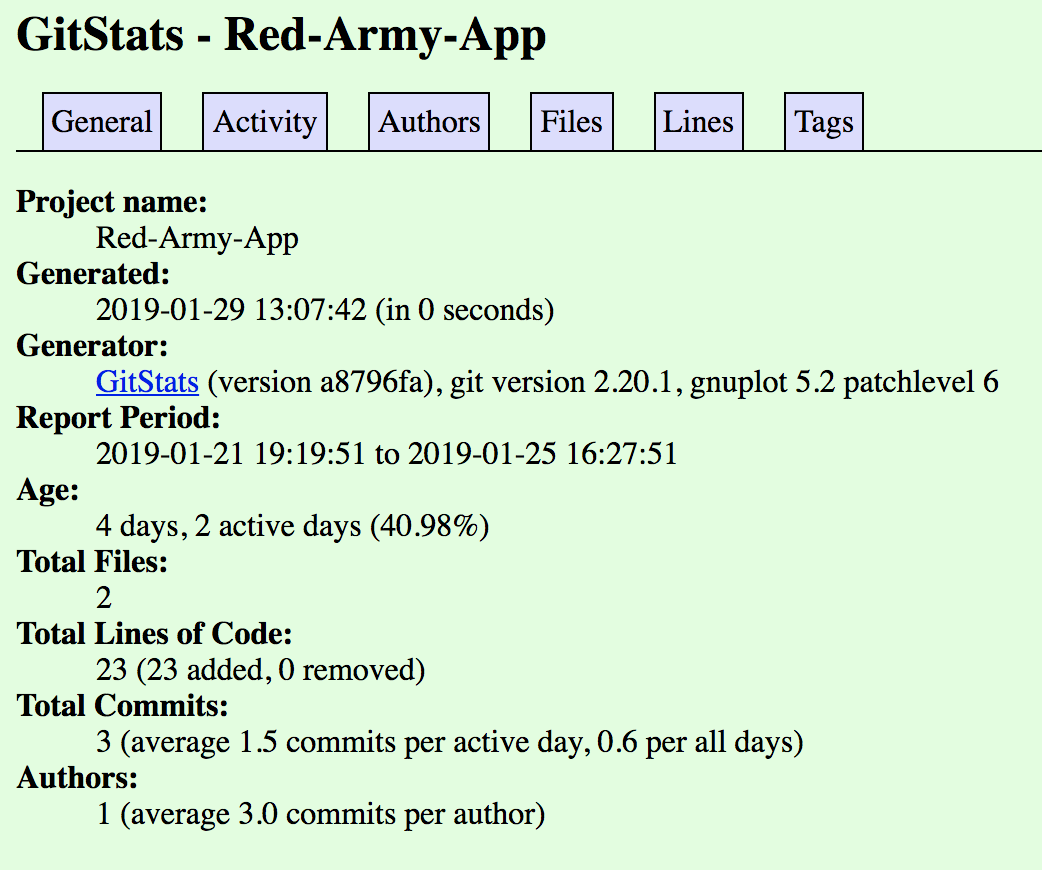 GitStats - Red-Army-App
General Activity Authors Files Lines Tags
Project name:
Red-Army-App
Generated:
2019-01-29 13:07:42 (in 0 seconds)
Generator:
GitStats (version a8796fa), git version 2.20.1, gnuplot 5.2 patchlevel 6
Report Period:
2019-01-21 19:19:51 to 2019-01-25 16:27:51
Age:
4 days, 2 active days (40.98%)
Total Files:
2
Total Lines of Code:
23 (23 added, 0 removed)
Total Commits:
3 (average 1.5 commits per active day, 0.6 per all days)
Authors:
1 (average 3.0 commits per author)